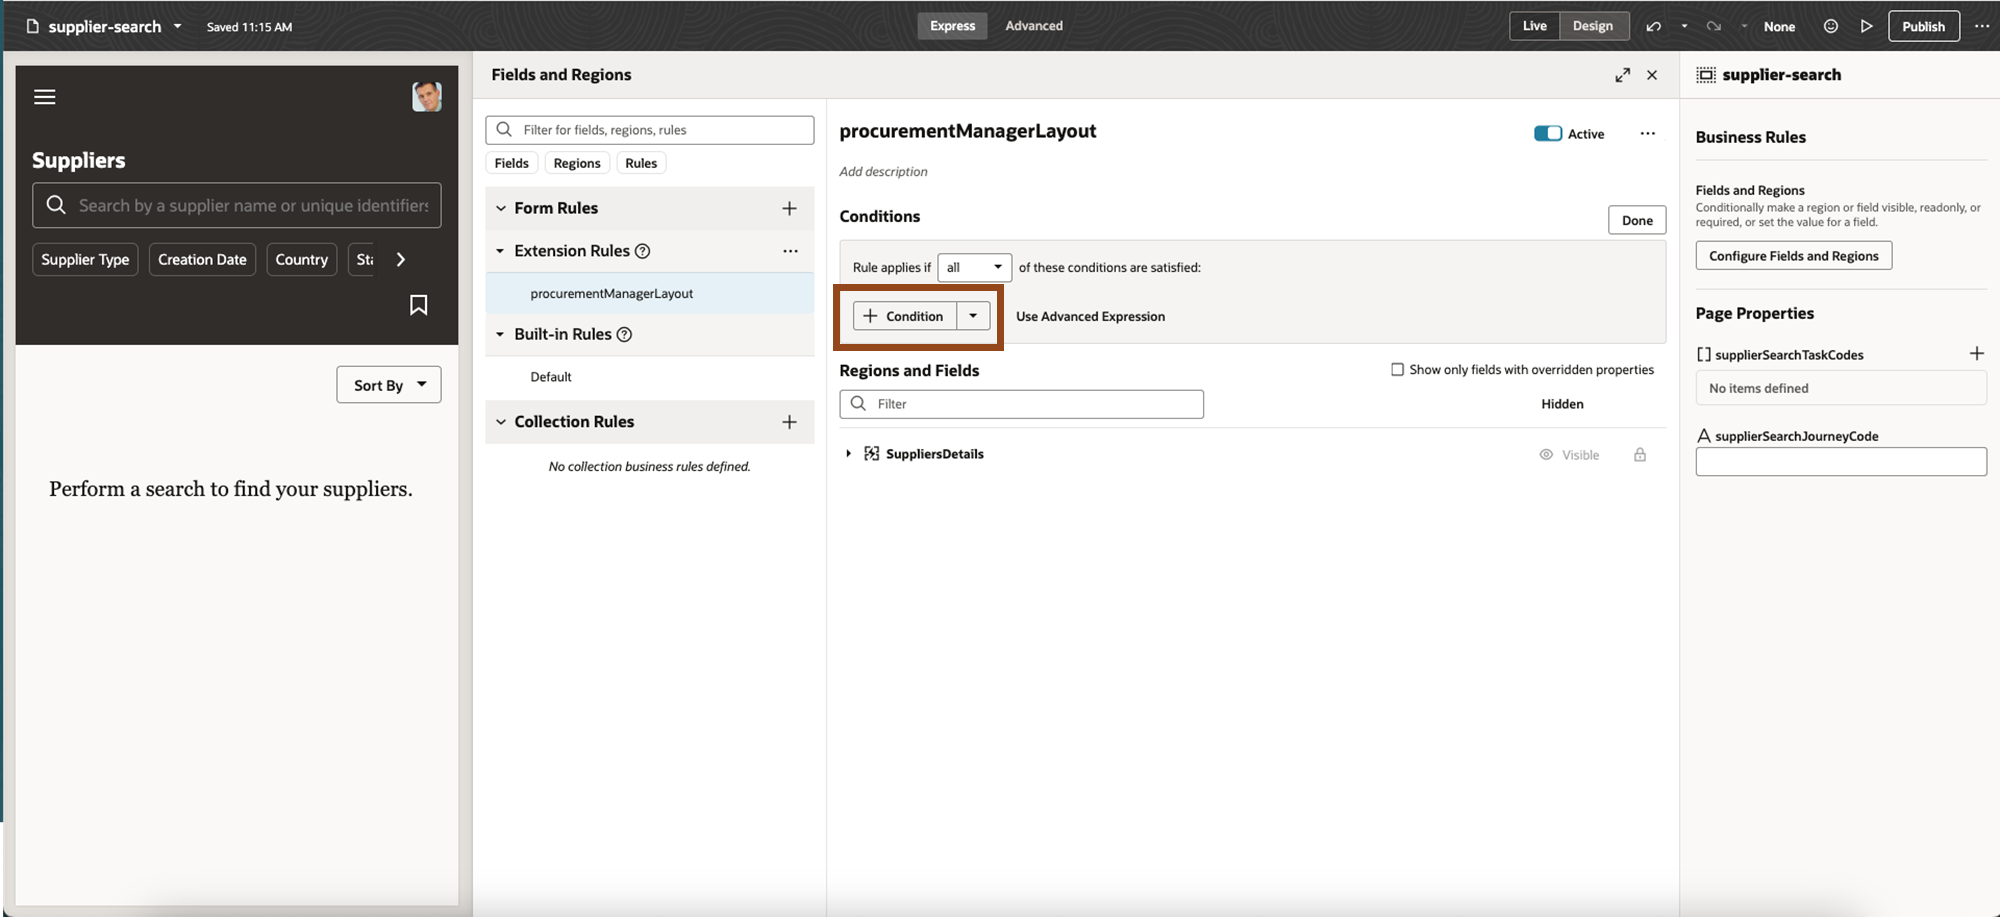 supplier-search
Saved 11:15 AM
Express
Advanced
Live
Design
None
Publish
Suppliers
Search by a supplier name or unique identifiers
Supplier Type
Creation Date
Country
Sta
Sort By
Perform a search to find your suppliers.
Fields and Regions
Filter for fields, regions, rules
Fields
Regions
Rules
Form Rules
Extension Rules
procurementManagerLayout
Built-in Rules
Default
Collection Rules
No collection business rules defined.
procurementManagerLayout
Active
Add description
Conditions
Done
Rule applies if all of these conditions are satisfied:
Condition
Use Advanced Expression
Regions and Fields
Show only fields with overridden properties
Filter
Hidden
SuppliersDetails
Visible
supplier-search
Business Rules
Fields and Regions
Conditionally make a region or field visible, readonly, or
required, or set the value for a field.
Configure Fields and Regions
Page Properties
supplierSearchTaskCodes
No items defined
supplierSearchJourneyCode